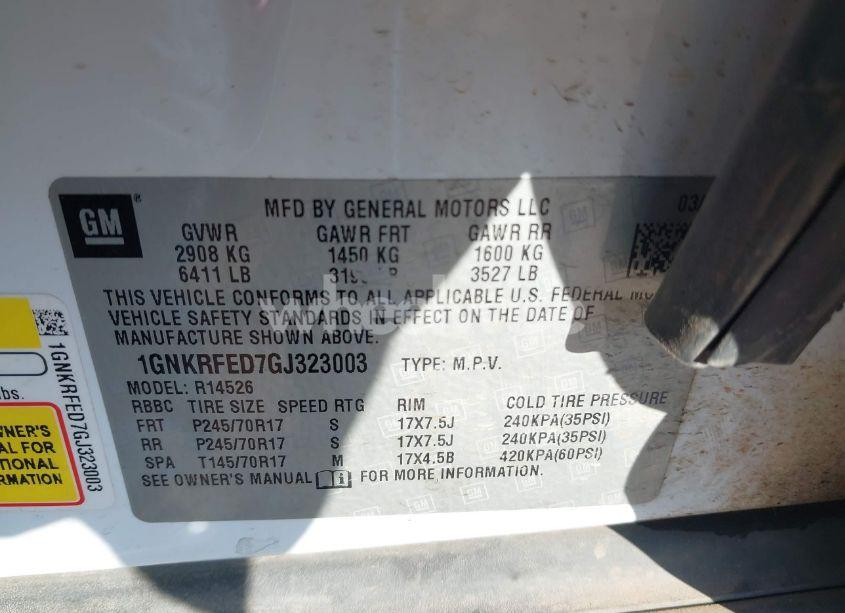 GM
MFD BY GENERAL MOTORS LLC
GVWR GAWR FRT GAWR RR
2908 KG 1450 KG 1600 KG
6411 LB 3527 LB
THIS VEHICLE CONFORMS TO ALL APPLICABLE U.S. FEDERAL
VEHICLE SAFETY STANDARDS IN EFFECT ON THE DATE OF
MANUFACTURE SHOWN ABOVE.
1GNKRFED7GJ323003 TYPE: M.P.V.
MODEL: R14526
RBBC TIRE SIZE SPEED RTG RIM COLD TIRE PRESSURE
FRT P245/70R17 S 17X7.5J 240KPA(35PSI)
RR P245/70R17 S 17X7.5J 240KPA(35PSI)
SPA T145/70R17 M 17X4.5B 420KPA(60PSI)
SEE OWNER'S MANUAL FOR MORE INFORMATION.
1GNKRFED7GJ323003
lbs.
FOR